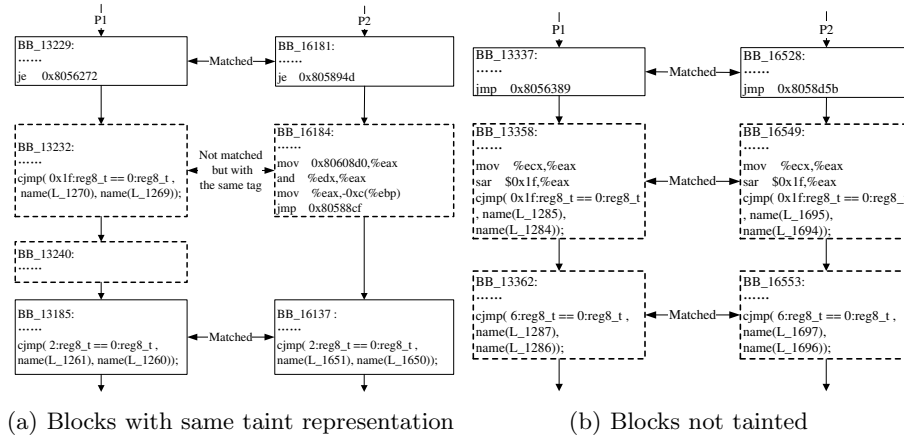 P1
BB_13229:
......
je 0x8056272
Matched
P2
BB_16181:
......
je 0x805894d
BB_13232:
......
cjmp( 0x1f:reg8_t == 0:reg8_t ,
name(L_1270), name(L_1269));
Not matched
but with
the same tag
BB_16184:
......
mov 0x80608d0,%eax
and %edx,%eax
mov %eax,-0xc(%ebp)
jmp 0x80588cf
BB_13240:
......
BB_13185:
......
cjmp( 2:reg8_t == 0:reg8_t ,
name(L_1261), name(L_1260));
Matched
BB_16137 :
......
cjmp( 2:reg8_t == 0:reg8_t ,
name(L_1651), name(L_1650));
(a) Blocks with same taint representation
P1
BB_13337:
......
jmp 0x8056389
Matched
P2
BB_16528:
......
jmp 0x8058d5b
BB_13358:
......
mov %ecx,%eax
sar $0x1f,%eax
cjmp( 0x1f:reg8_t == 0:reg8_t
, name(L_1285),
name(L_1284));
Matched
BB_16549:
......
mov %ecx,%eax
sar $0x1f,%eax
cjmp( 0x1f:reg8_t == 0:reg8_t
, name(L_1695),
name(L_1694));
BB_13362:
......
cjmp( 6:reg8_t == 0:reg8_t ,
name(L_1287),
name(L_1286));
Matched
BB_16553:
......
cjmp( 6:reg8_t == 0:reg8_t ,
name(L_1697),
name(L_1696));
(b) Blocks not tainted